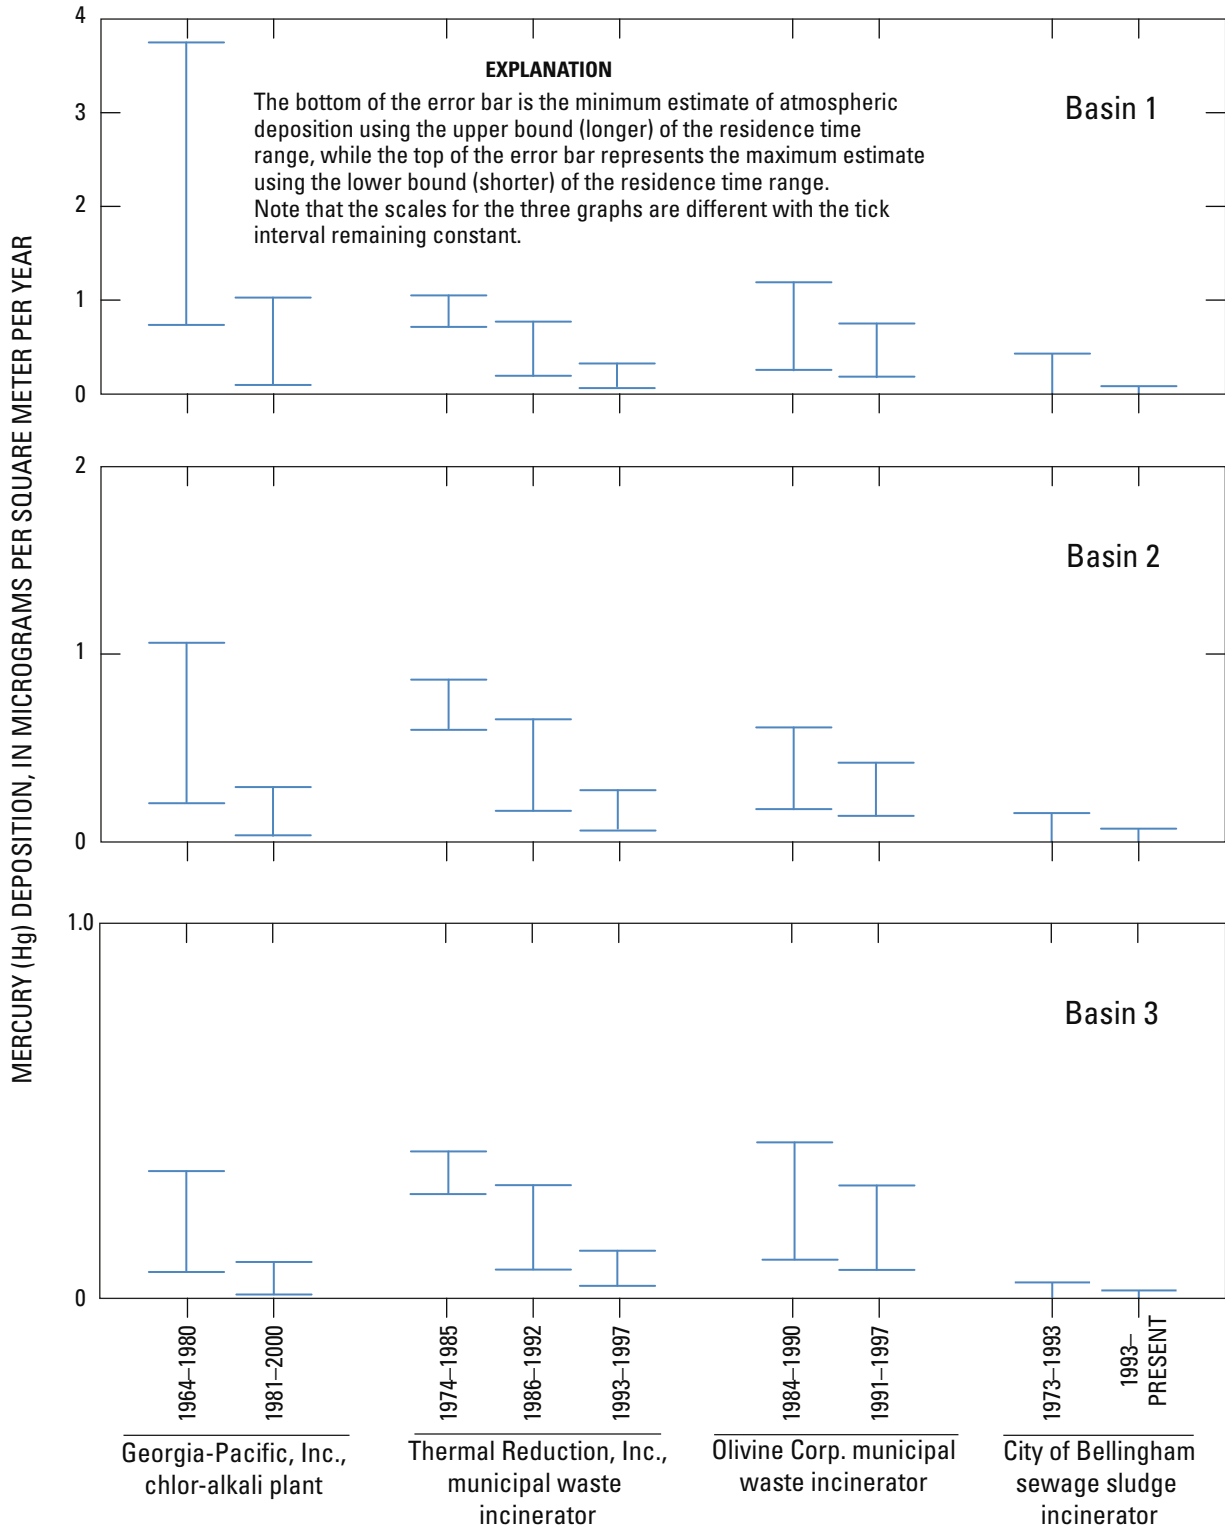 MERCURY (Hg) DEPOSITION, IN MICROGRAMS PER SQUARE METER PER YEAR
4
3
2
1
0
EXPLANATION
The bottom of the error bar is the minimum estimate of atmospheric
deposition using the upper bound (longer) of the residence time
range, while the top of the error bar represents the maximum estimate
using the lower bound (shorter) of the residence time range.
Note that the scales for the three graphs are different with the tick
interval remaining constant.
Basin 1
2
1
0
Basin 2
1.0
0
Basin 3
1964–1980
1981–2000
1974–1985
1986–1992
1993–1997
1984–1990
1991–1997
1973–1993
1993–
PRESENT
Georgia-Pacific, Inc.,
chlor-alkali plant
Thermal Reduction, Inc.,
municipal waste
incinerator
Olivine Corp. municipal
waste incinerator
City of Bellingham
sewage sludge
incinerator